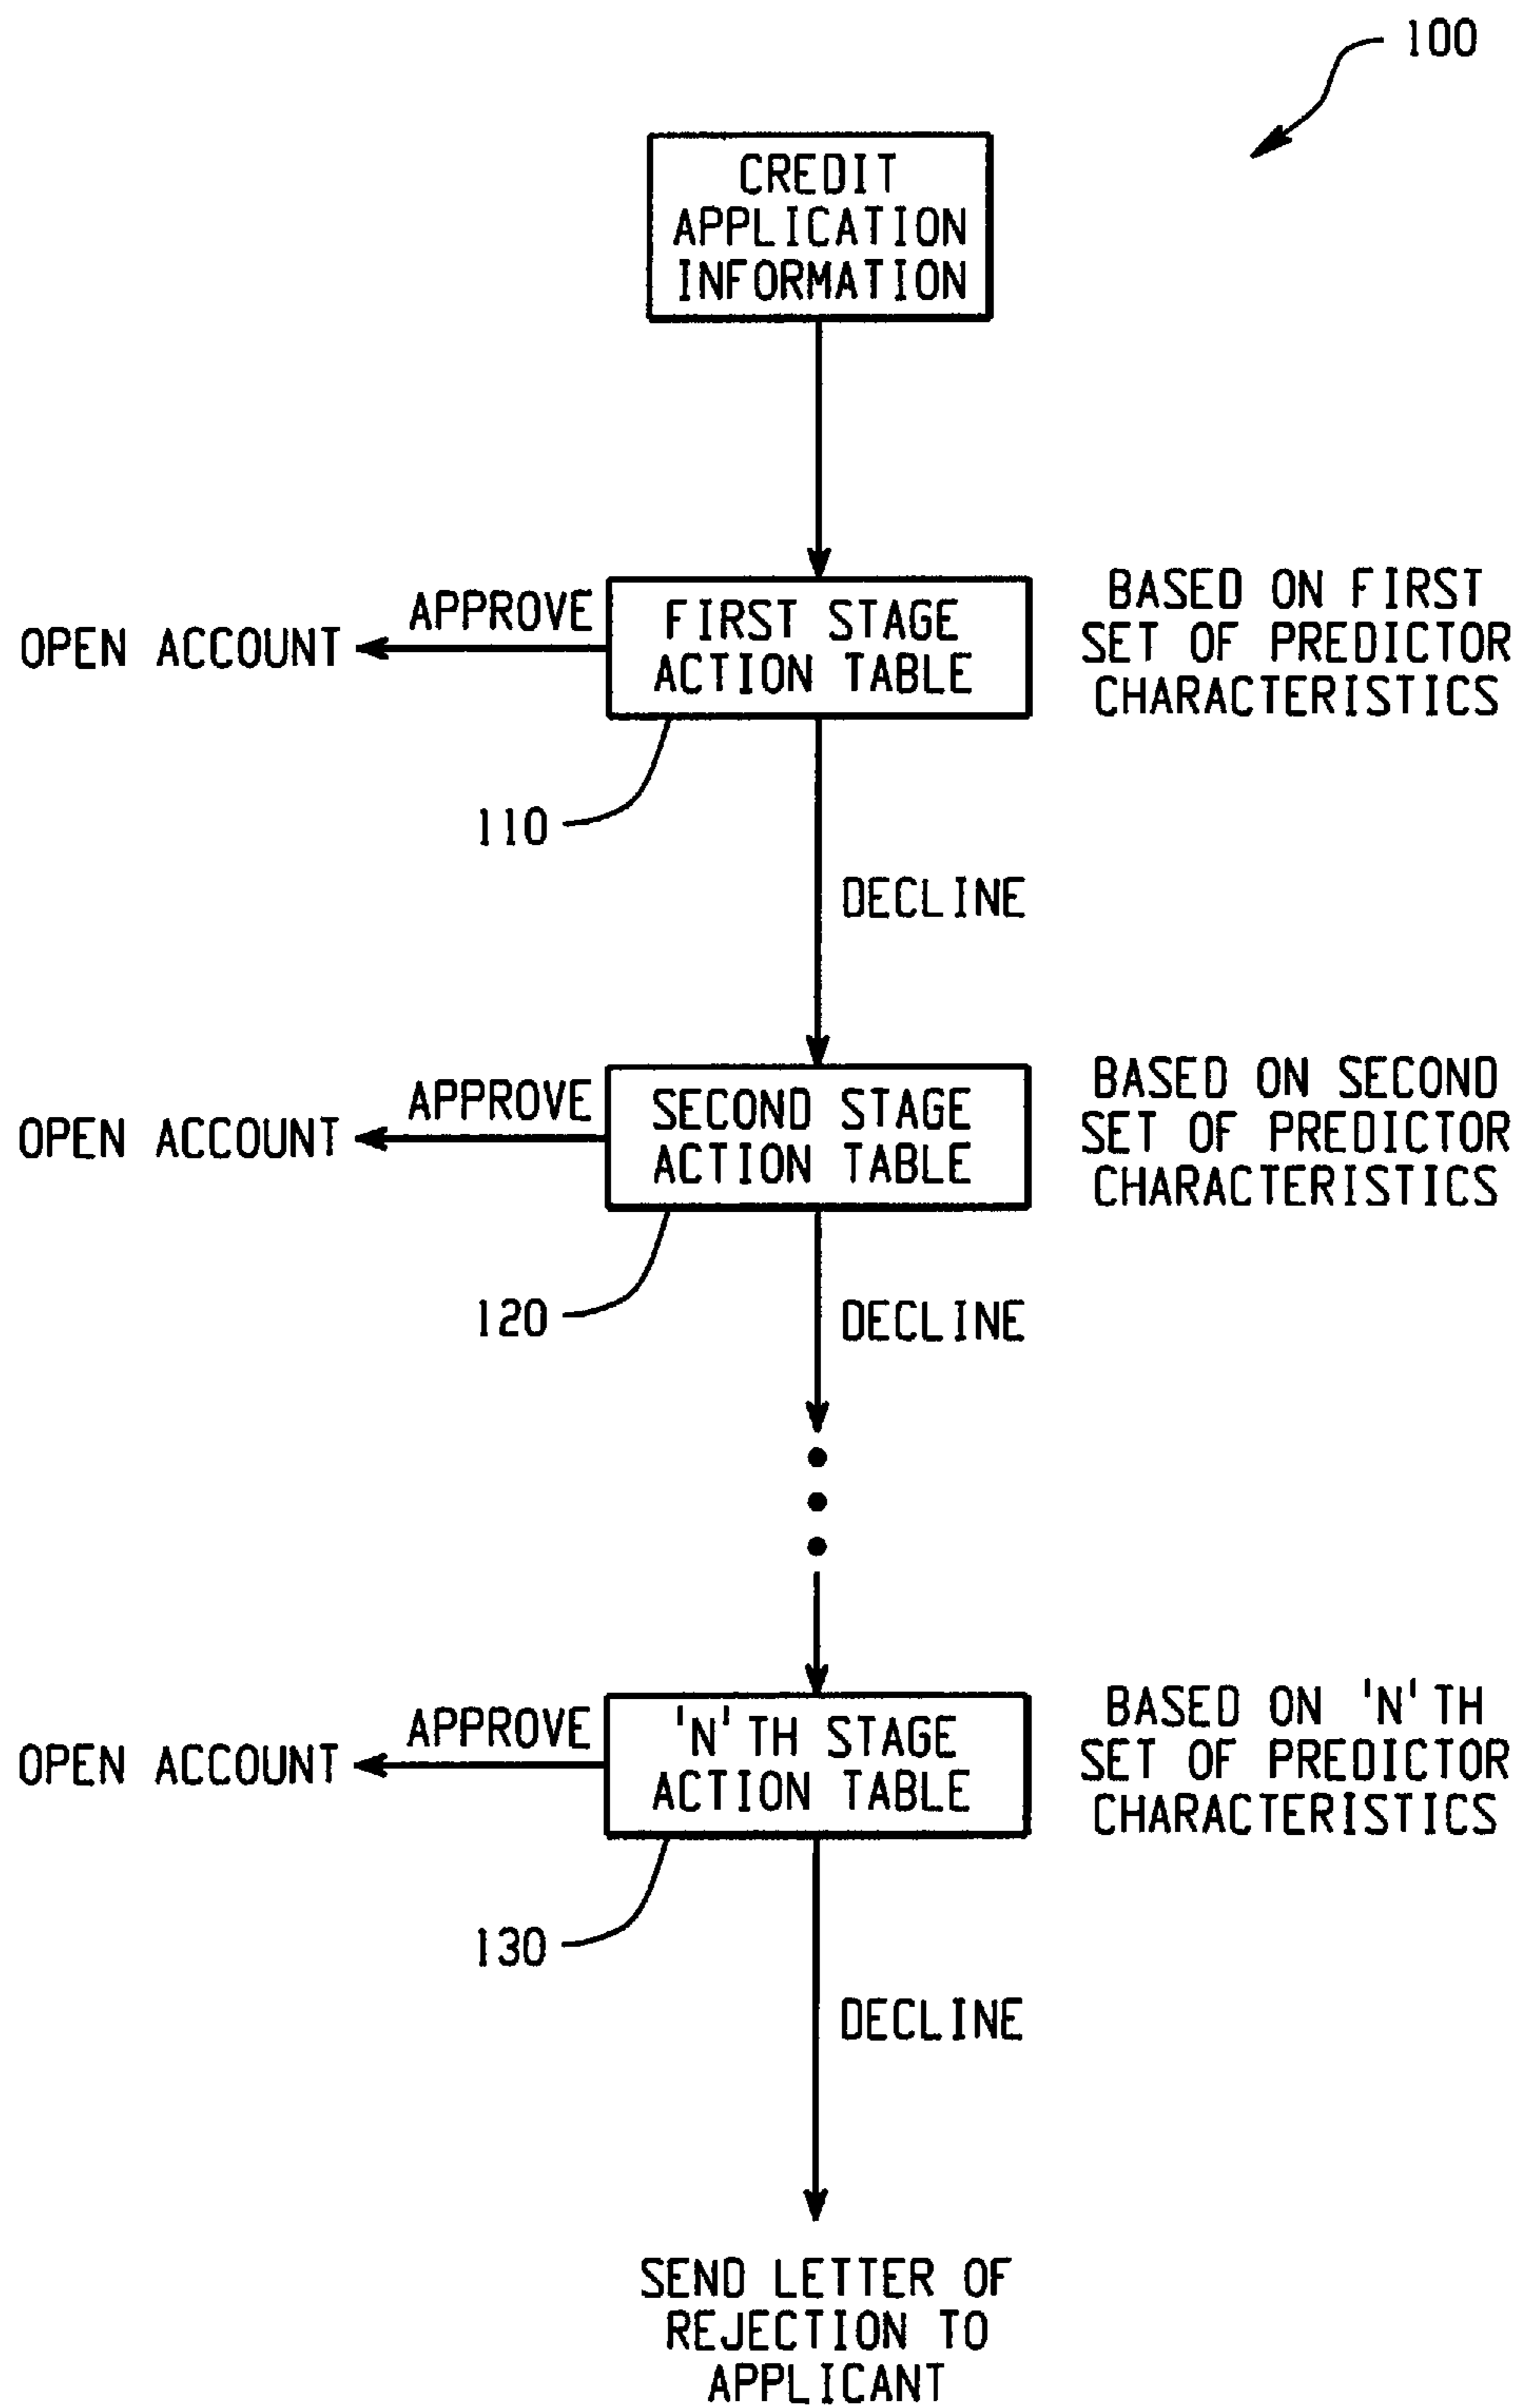 100
CREDIT
APPLICATION
INFORMATION
APPROVE
OPEN ACCOUNT
FIRST STAGE
ACTION TABLE
BASED ON FIRST
SET OF PREDICTOR
CHARACTERISTICS
110
DECLINE
APPROVE
OPEN ACCOUNT
SECOND STAGE
ACTION TABLE
BASED ON SECOND
SET OF PREDICTOR
CHARACTERISTICS
120
DECLINE
APPROVE
OPEN ACCOUNT
'N'TH STAGE
ACTION TABLE
BASED ON 'N'TH
SET OF PREDICTOR
CHARACTERISTICS
130
DECLINE
SEND LETTER OF
REJECTION TO
APPLICANT